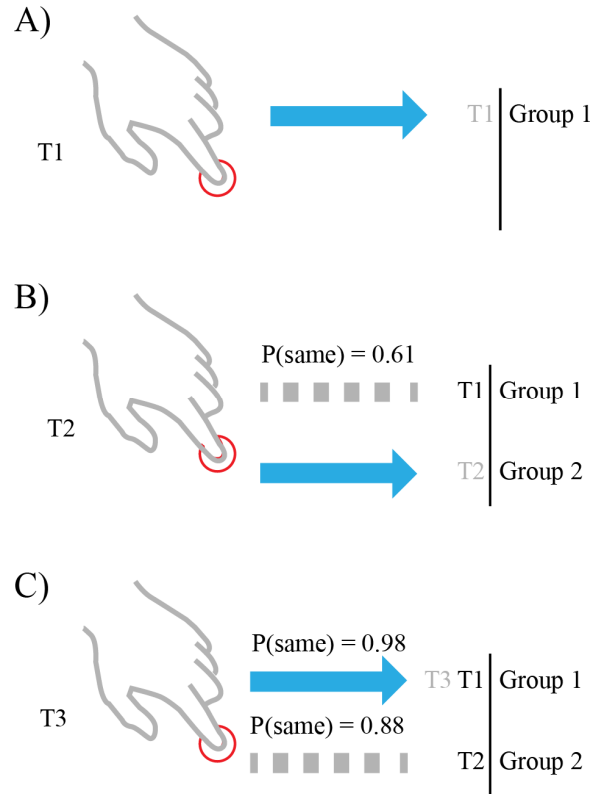 A)
T1
T1 Group 1
B)
P(same) = 0.61
T1 Group 1
T2
T2 Group 2
C)
P(same) = 0.98
T3 T1 Group 1
T3
P(same) = 0.88
T2 Group 2